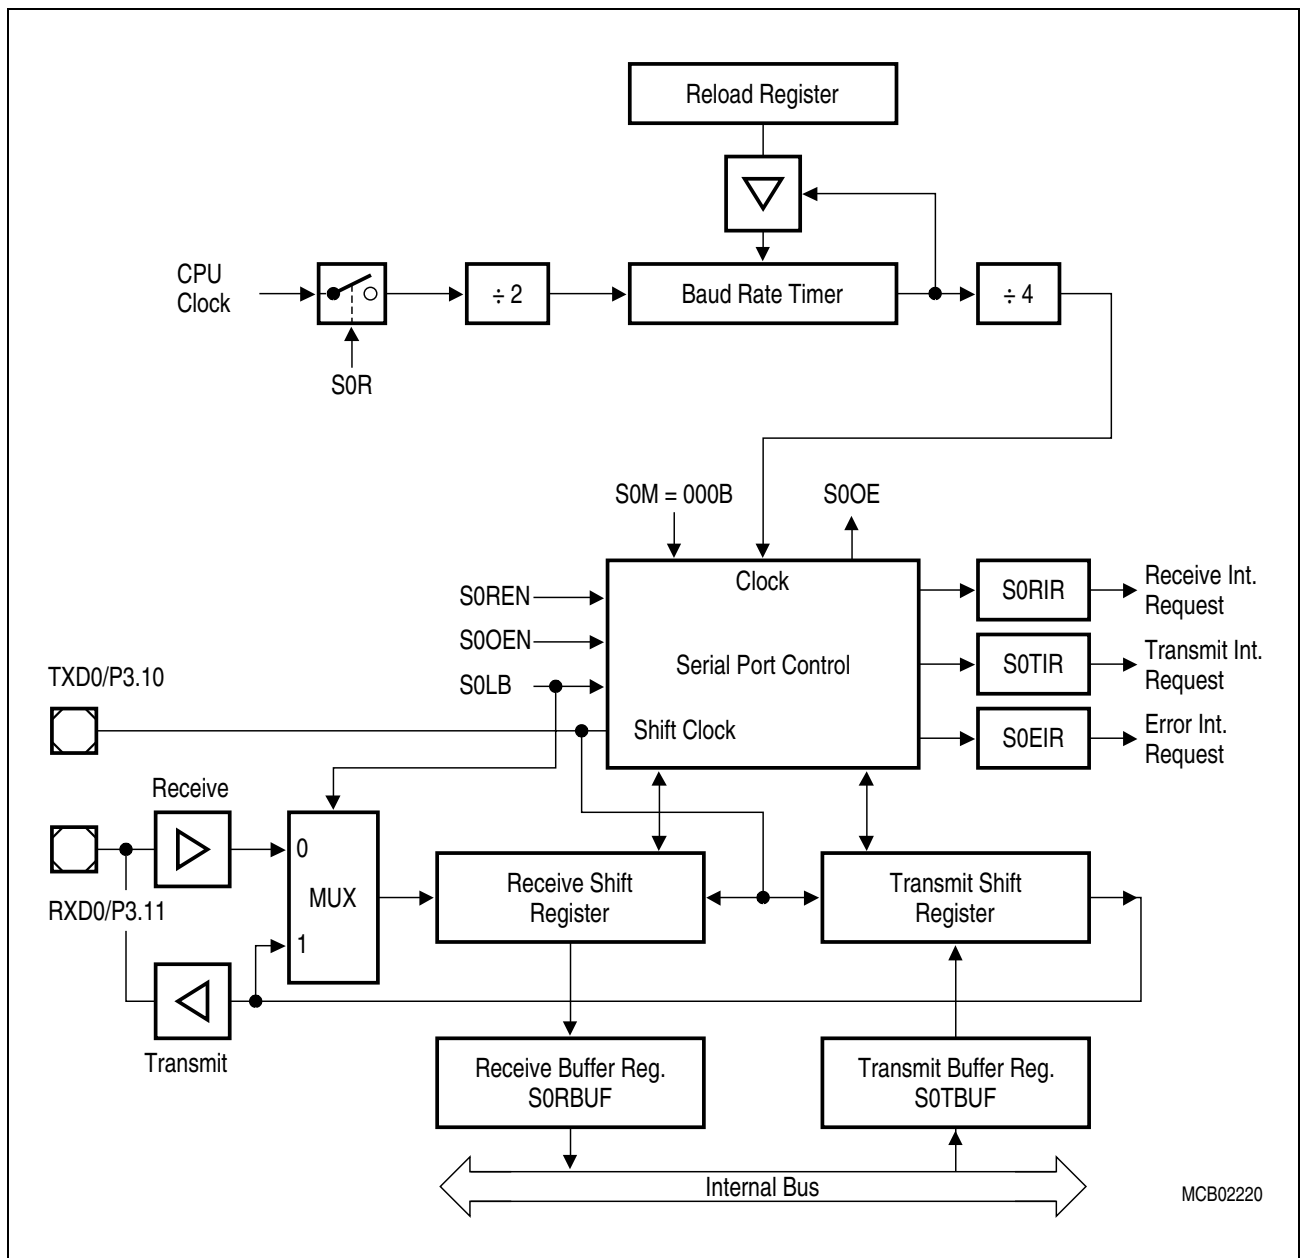 Reload Register
CPU
Clock
÷ 2
Baud Rate Timer
÷ 4
S0R
S0M = 000B
S0OE
Clock
S0REN
S0RIR
Receive Int.
Request
S0OEN
Serial Port Control
S0TIR
Transmit Int.
Request
TXD0/P3.10
S0LB
Shift Clock
S0EIR
Error Int.
Request
Receive
0
MUX
1
RXD0/P3.11
Receive Shift
Register
Transmit Shift
Register
Transmit
Receive Buffer Reg.
S0RBUF
Transmit Buffer Reg.
S0TBUF
Internal Bus
MCB02220